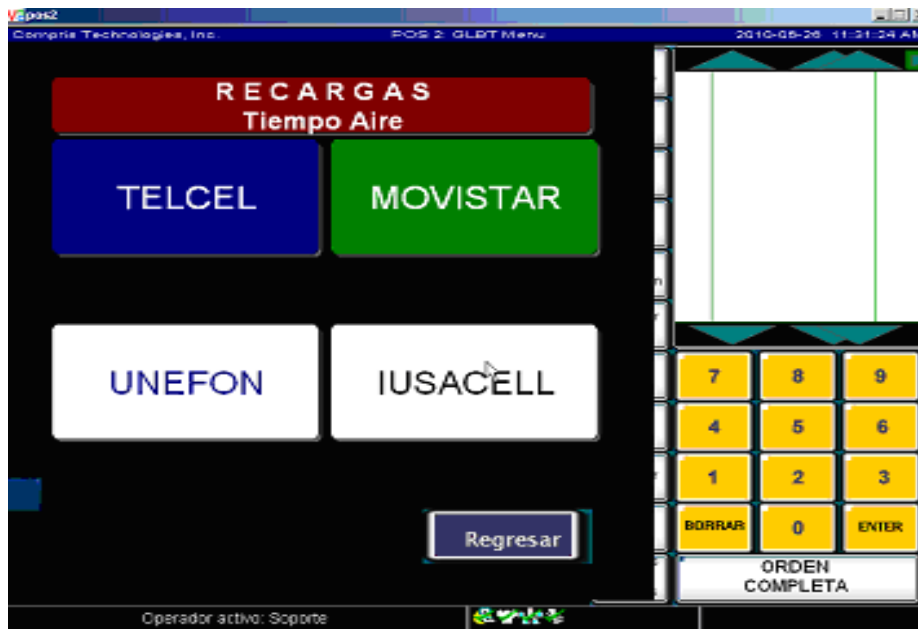 pos2
Compris Technologies, Inc. POS 2: GLBT Menu 2010-08-26 11:31:24 AM
RECARGAS
Tiempo Aire
TELCEL MOVISTAR
UNEFON IUSACELL
7 8 9
4 5 6
1 2 3
BORRAR 0 ENTER
Regresar
ORDEN
COMPLETA
Operador activo: Soporte